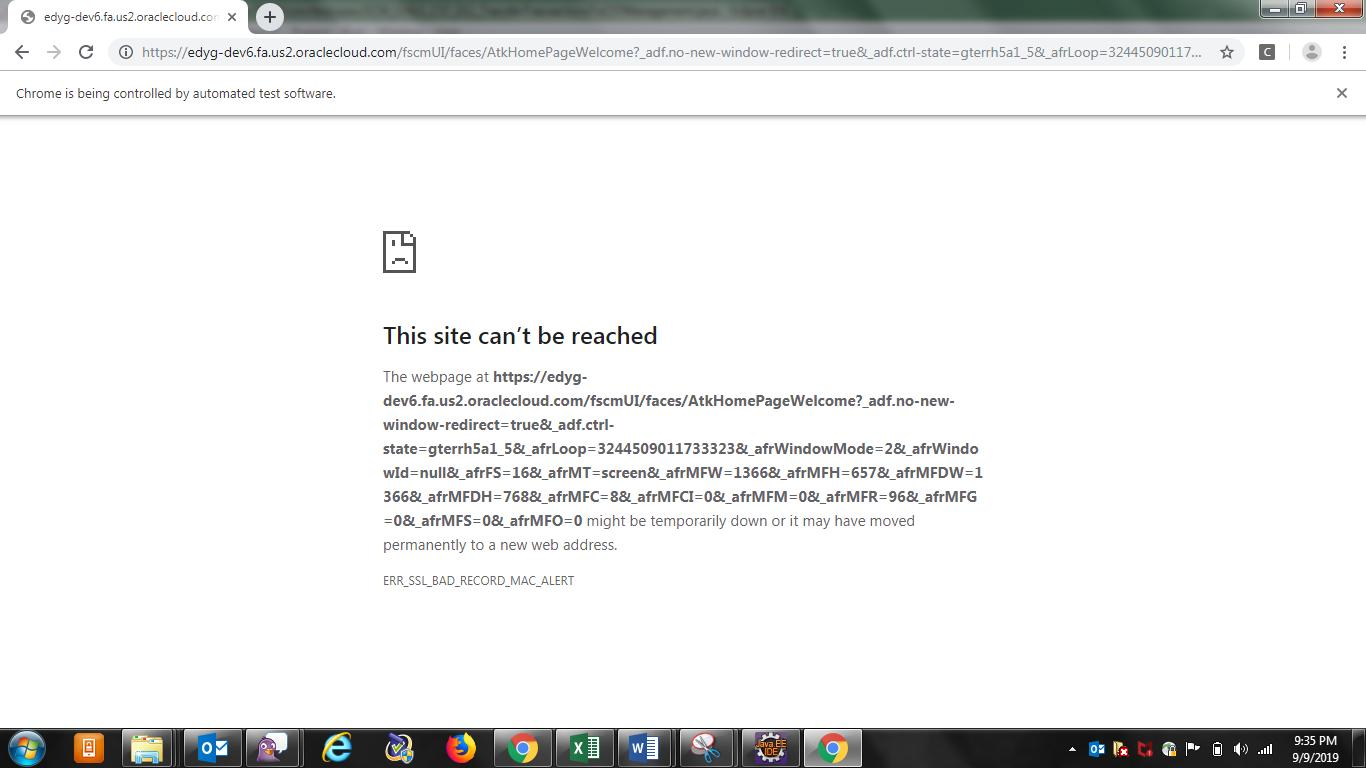 edyg-dev6.fa.us2.oraclecloud.con
https://edyg-dev6.fa.us2.oraclecloud.com/fscmUI/faces/AtkHomePageWelcome?_adf.no-new-window-redirect=true&_adf.ctrl-state=gterrh5a1_5&_afrLoop=32445090117...
C
Chrome is being controlled by automated test software.
This site can’t be reached
The webpage at https://edyg-
dev6.fa.us2.oraclecloud.com/fscmUI/faces/AtkHomePageWelcome?_adf.no-new-
window-redirect=true&_adf.ctrl-
state=gterrh5a1_5&_afrLoop=3244509011733323&_afrWindowMode=2&_afrWindo
wId=null&_afrFS=16&_afrMT=screen&_afrMFW=1366&_afrMFH=657&_afrMFDW=1
366&_afrMFDH=768&_afrMFC=8&_afrMFCI=0&_afrMFM=0&_afrMFR=96&_afrMFG
=0&_afrMFS=0&_afrMFO=0 might be temporarily down or it may have moved
permanently to a new web address.
ERR_SSL_BAD_RECORD_MAC_ALERT
Java EE
IDE
9:35 PM
9/9/2019